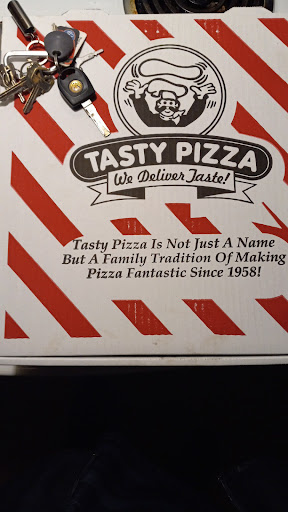 TASTY PIZZA
We Deliver Taste!
Tasty Pizza Is Not Just A Name
But A Family Tradition Of Making
Pizza Fantastic Since 1958!